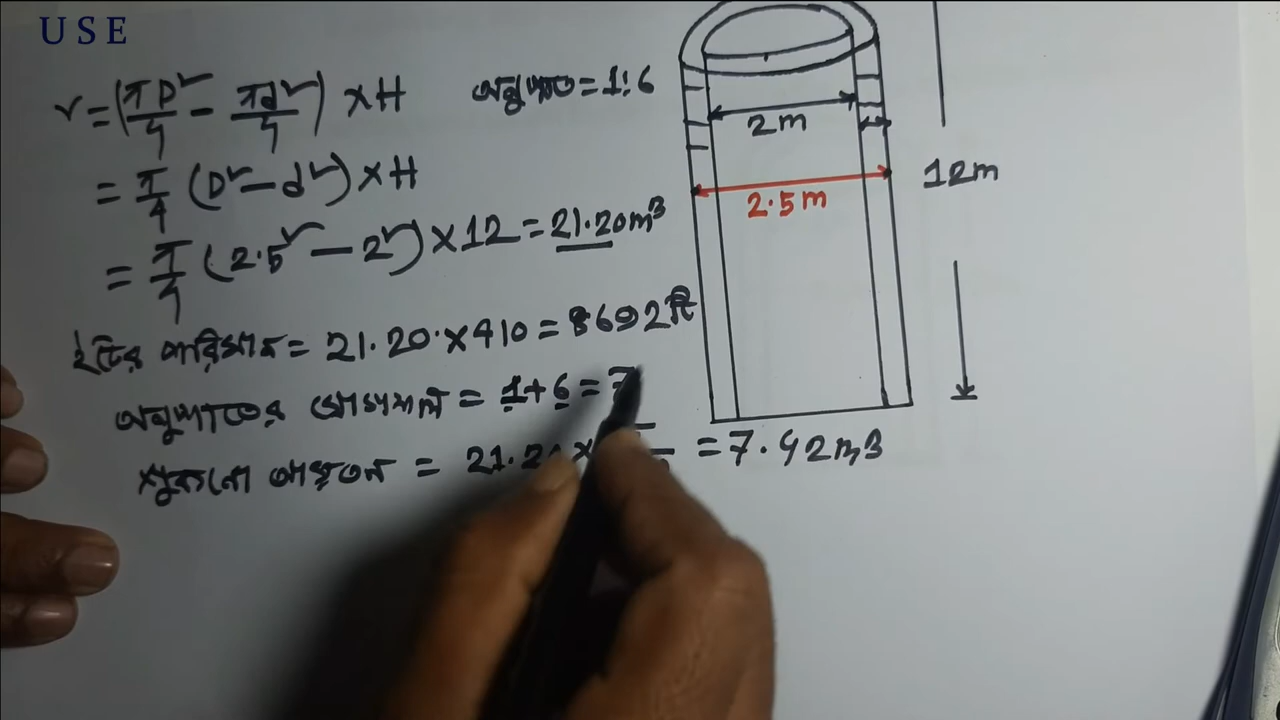 USE
v = (πD²/4 - πd²/4) × H
অনুপাত = 1:6
= π/4 (D² - d²) × H
= π/4 (2.5² - 2²) × 12 = 21.20m³
ইটের পরিমান = 21.20 × 410 = 8692 টি
অনুপাতের যোগফল = 1+6 = 7
শুকনো আয়তন = 21.20 × = 7.42m3
2m
2.5m
12m